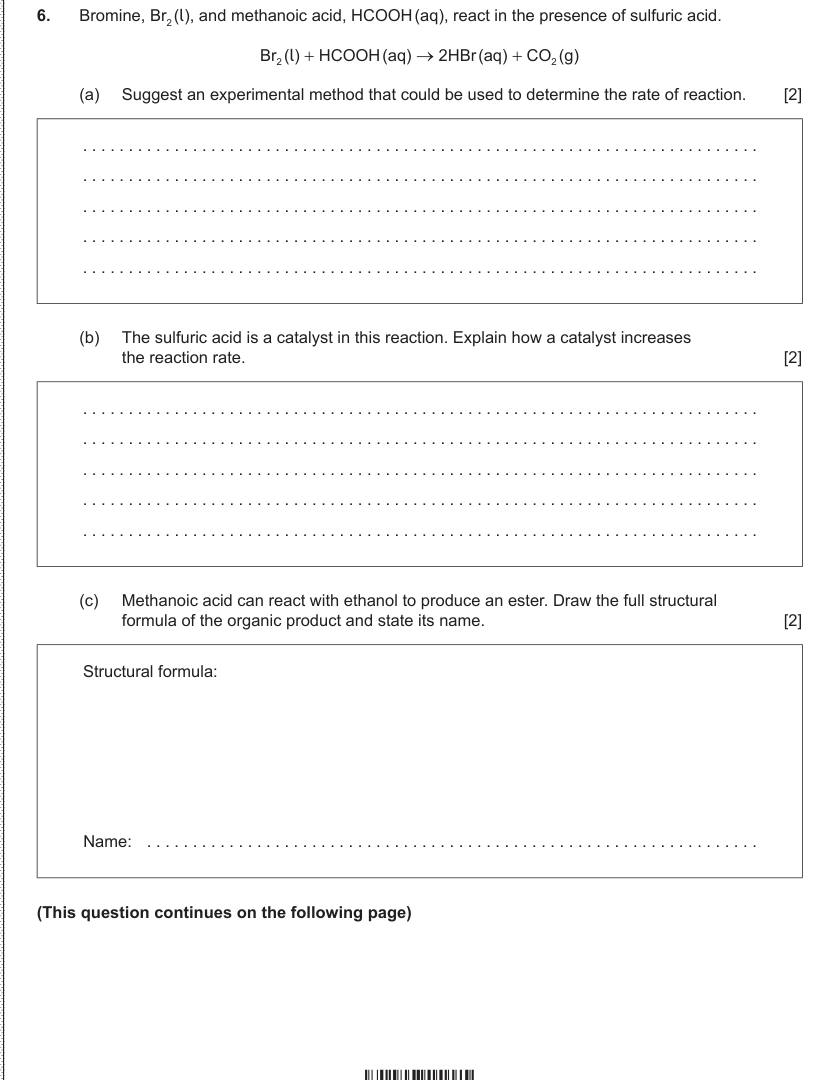 6. Bromine, Br₂(l), and methanoic acid, HCOOH(aq), react in the presence of sulfuric acid.
Br₂(l) + HCOOH(aq) → 2HBr(aq) + CO₂(g)
(a) Suggest an experimental method that could be used to determine the rate of reaction. [2]
(b) The sulfuric acid is a catalyst in this reaction. Explain how a catalyst increases
the reaction rate. [2]
(c) Methanoic acid can react with ethanol to produce an ester. Draw the full structural
formula of the organic product and state its name. [2]
Structural formula:
Name:
(This question continues on the following page)